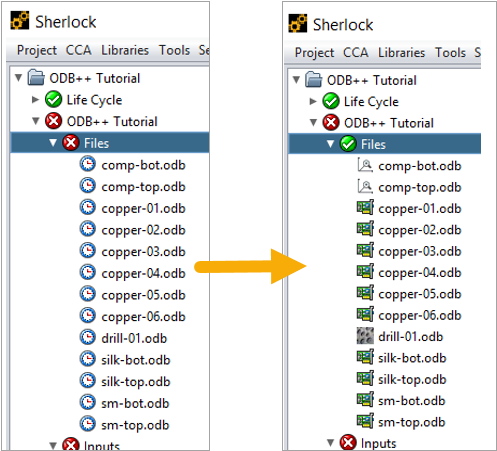 Sherlock
Project CCA Libraries Tools Se
ODB++ Tutorial
Life Cycle
ODB++ Tutorial
Files
comp-bot.odb
comp-top.odb
copper-01.odb
copper-02.odb
copper-03.odb
copper-04.odb
copper-05.odb
copper-06.odb
drill-01.odb
silk-bot.odb
silk-top.odb
sm-bot.odb
sm-top.odb
Inputs
Sherlock
Project CCA Libraries Tools S
ODB++ Tutorial
Life Cycle
ODB++ Tutorial
Files
comp-bot.odb
comp-top.odb
copper-01.odb
copper-02.odb
copper-03.odb
copper-04.odb
copper-05.odb
copper-06.odb
drill-01.odb
silk-bot.odb
silk-top.odb
sm-bot.odb
sm-top.odb
Inputs